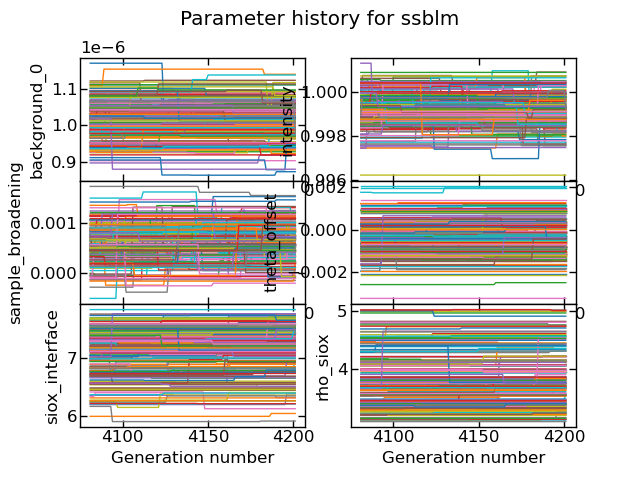 Parameter history for ssblm
1e−6
background_0
1.1
1.0
0.9
intensity
1.000
0.998
0.996
sample_broadening
0.001
0.000
0
theta_offset
0.002
0.000
−0.002
0
siox_interface
7
6
0
rho_siox
5
4
4100
4150
4200
Generation number
4100
4150
4200
Generation number